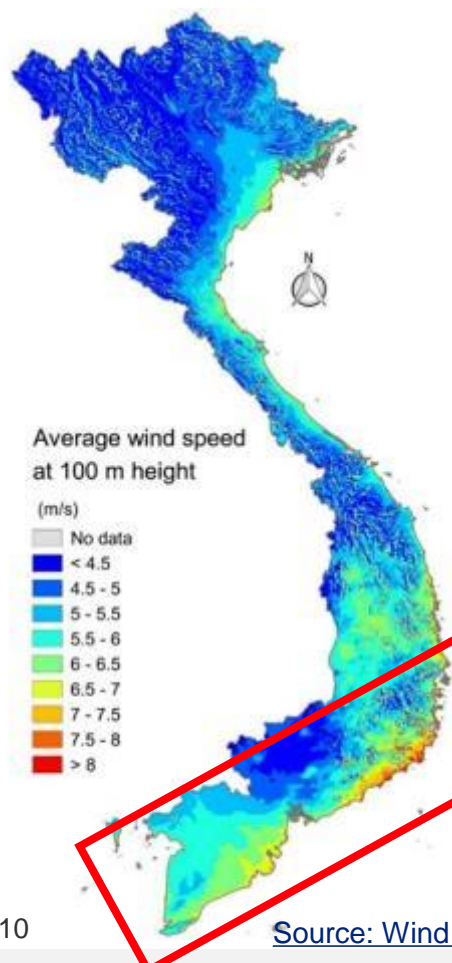 N
Average wind speed
at 100 m height
(m/s)
No data
< 4.5
4.5 - 5
5 - 5.5
5.5 - 6
6 - 6.5
6.5 - 7
7 - 7.5
7.5 - 8
> 8
10
Source: Wind